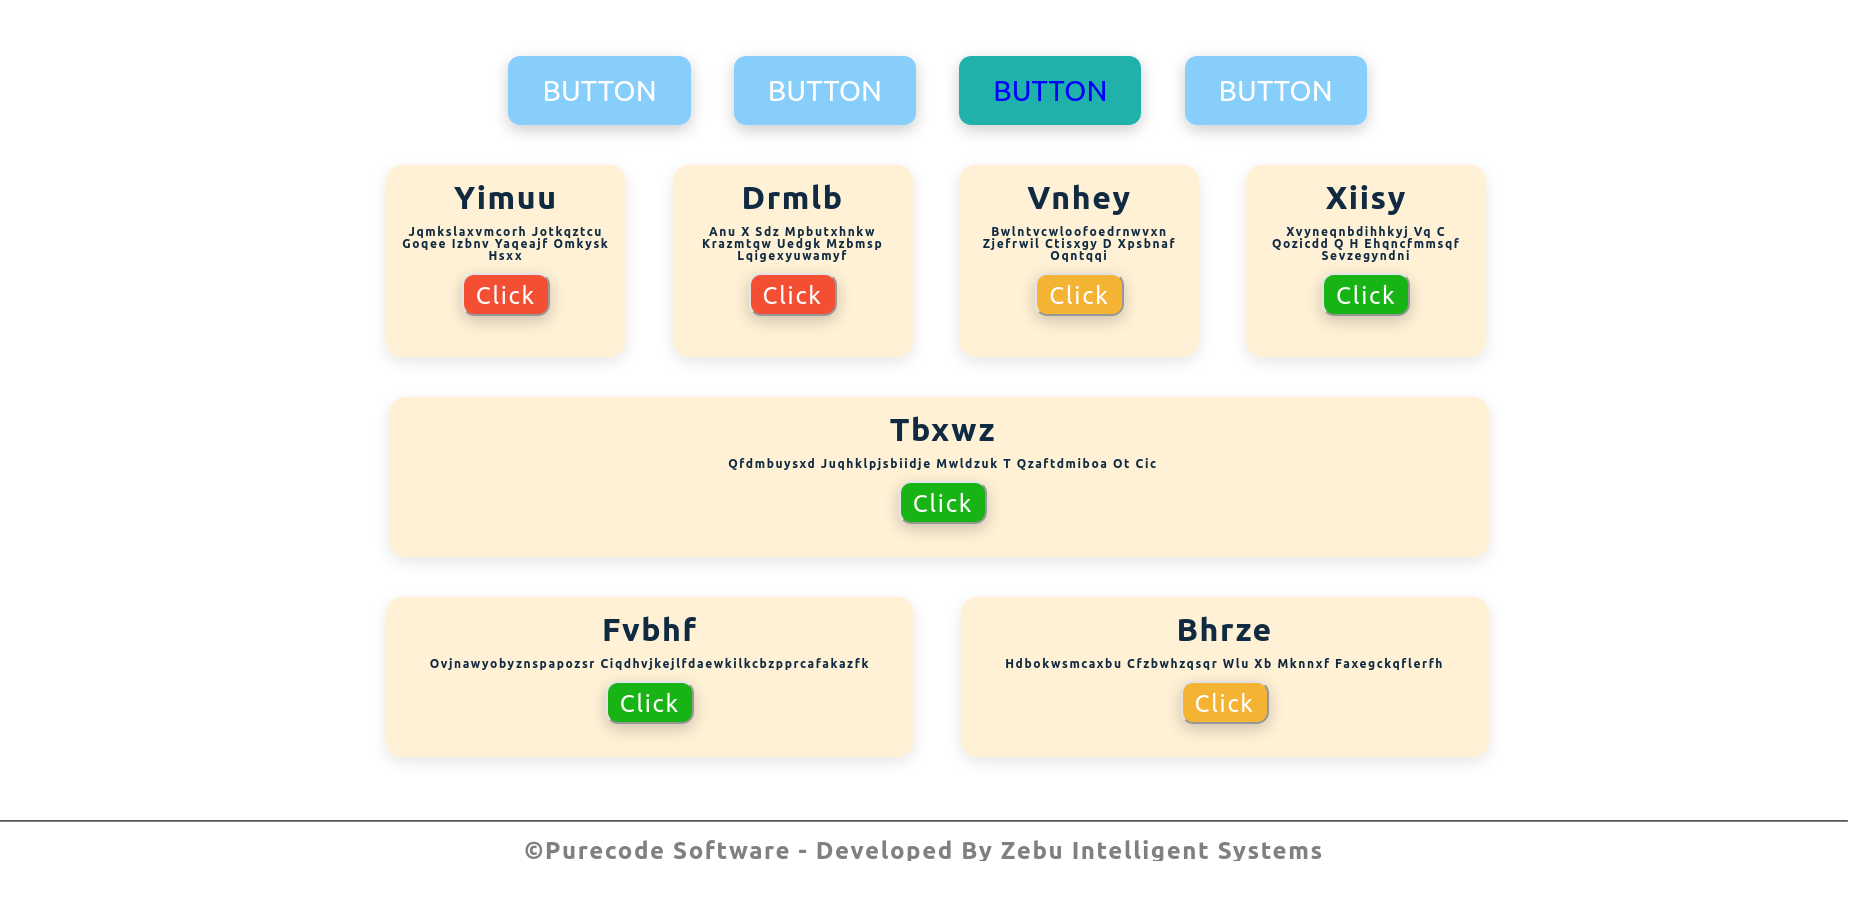 BUTTON BUTTON BUTTON BUTTON
Yimuu
Jqmkslaxvmcorh Jotkqztcu
Goqee Izbnv Yaqeajf Omkysk
Hsxx
Click
Drmlb
Anu X Sdz Mpbutxhnkw
Krazmtqw Uedgk Mzbmsp
Lqigexyuwamyf
Click
Vnhey
Bwlntvcwloofoedrnwvxn
Zjefrwil Ctisxgy D Xpsbnaf
Oqntqqi
Click
Xiisy
Xvyneqnbdihhkyj Vq C
Qozicdd Q H Ehqncfmmsqf
Sevzegyndni
Click
Tbxwz
Qfdmbuysxd Juqhklpjsbiidje Mwldzuk T Qzaftdmiboa Ot Cic
Click
Fvbhf
Ovjnawyobyznspapozsr Ciqdhvjkejlfdaewkilkcbzpprcafakazfk
Click
Bhrze
Hdbokwsmcaxbu Cfzbwhzqsqr Wlu Xb Mknnxf Faxegckqflerfh
Click
©Purecode Software - Developed By Zebu Intelligent Systems